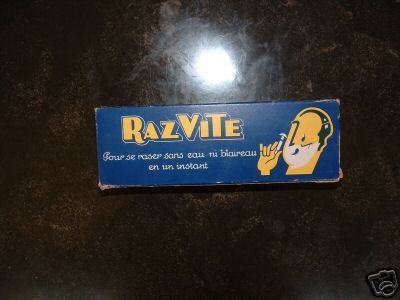 RAZVITE
Pour se raser sans eau ni blaireau
en un instant